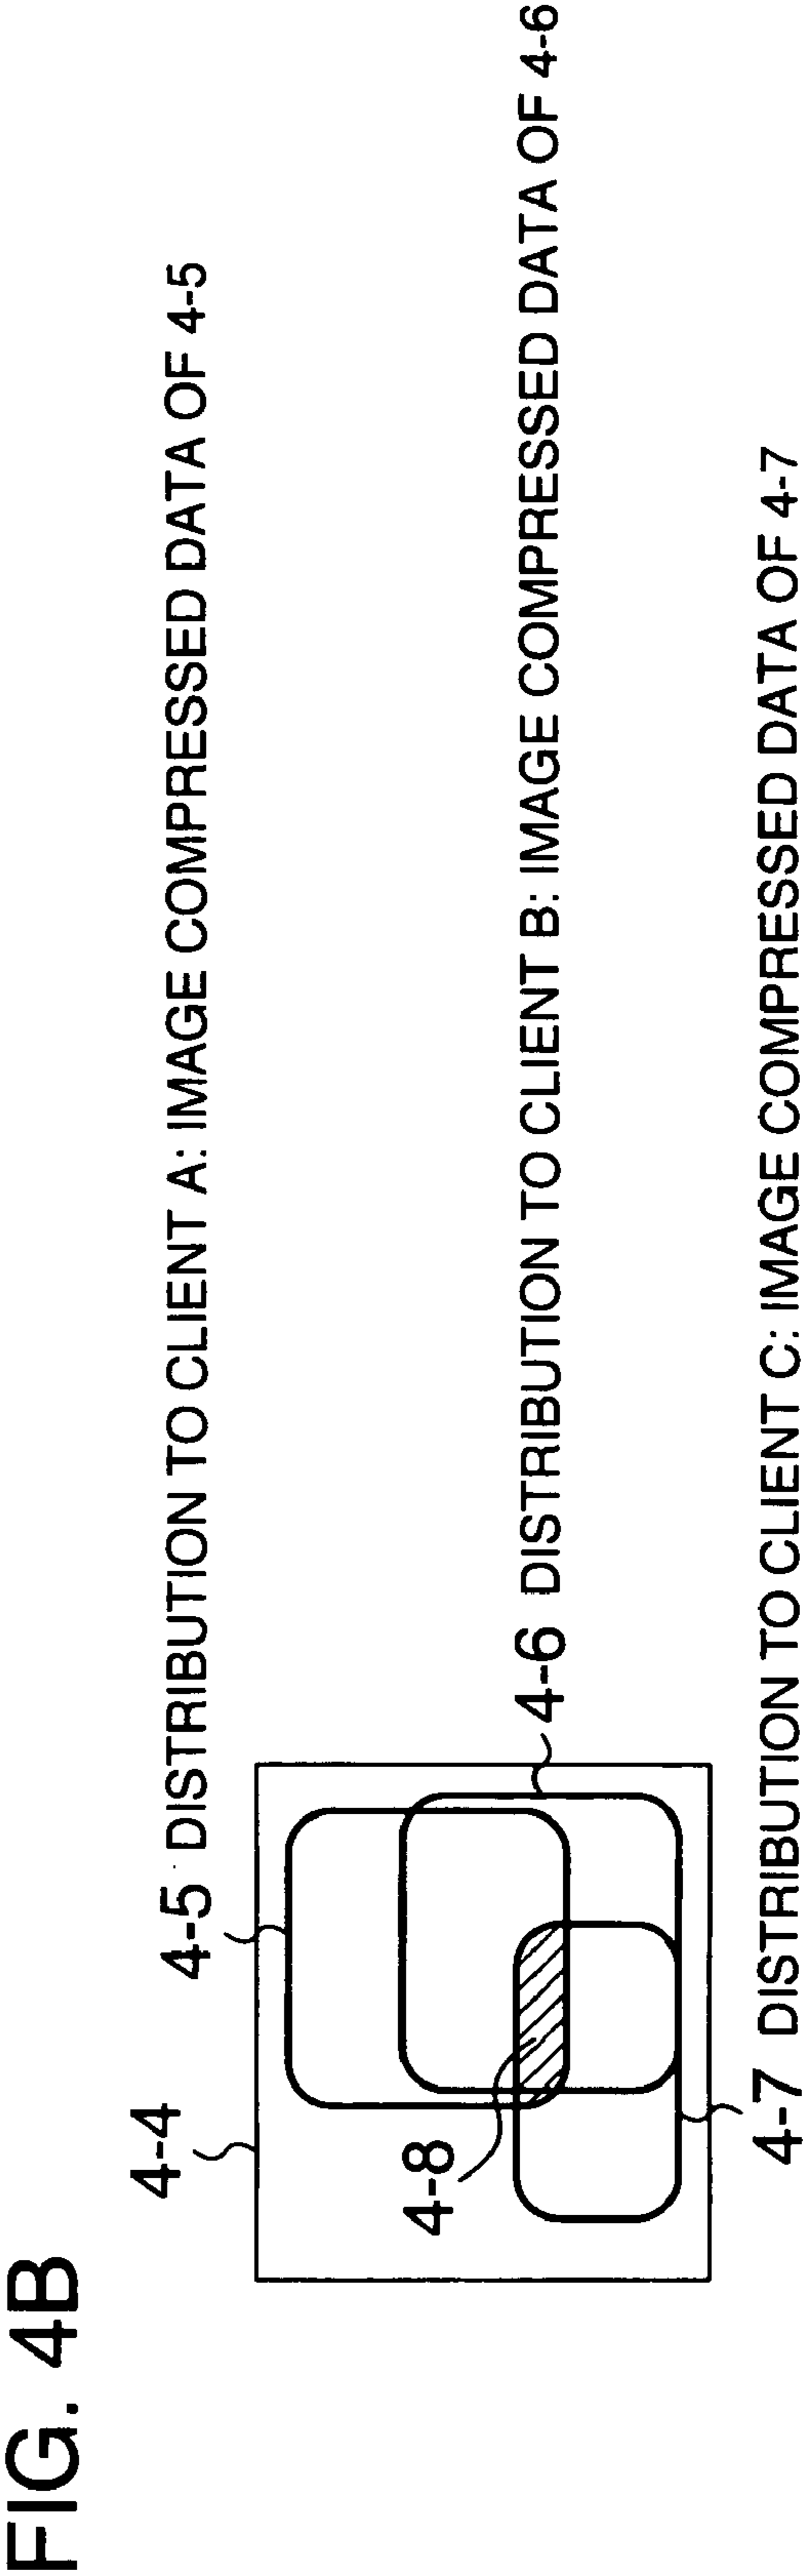 FIG. 4B
4-4
4-5 DISTRIBUTION TO CLIENT A: IMAGE COMPRESSED DATA OF 4-5
4-8
4-6 DISTRIBUTION TO CLIENT B: IMAGE COMPRESSED DATA OF 4-6
4-7 DISTRIBUTION TO CLIENT C: IMAGE COMPRESSED DATA OF 4-7